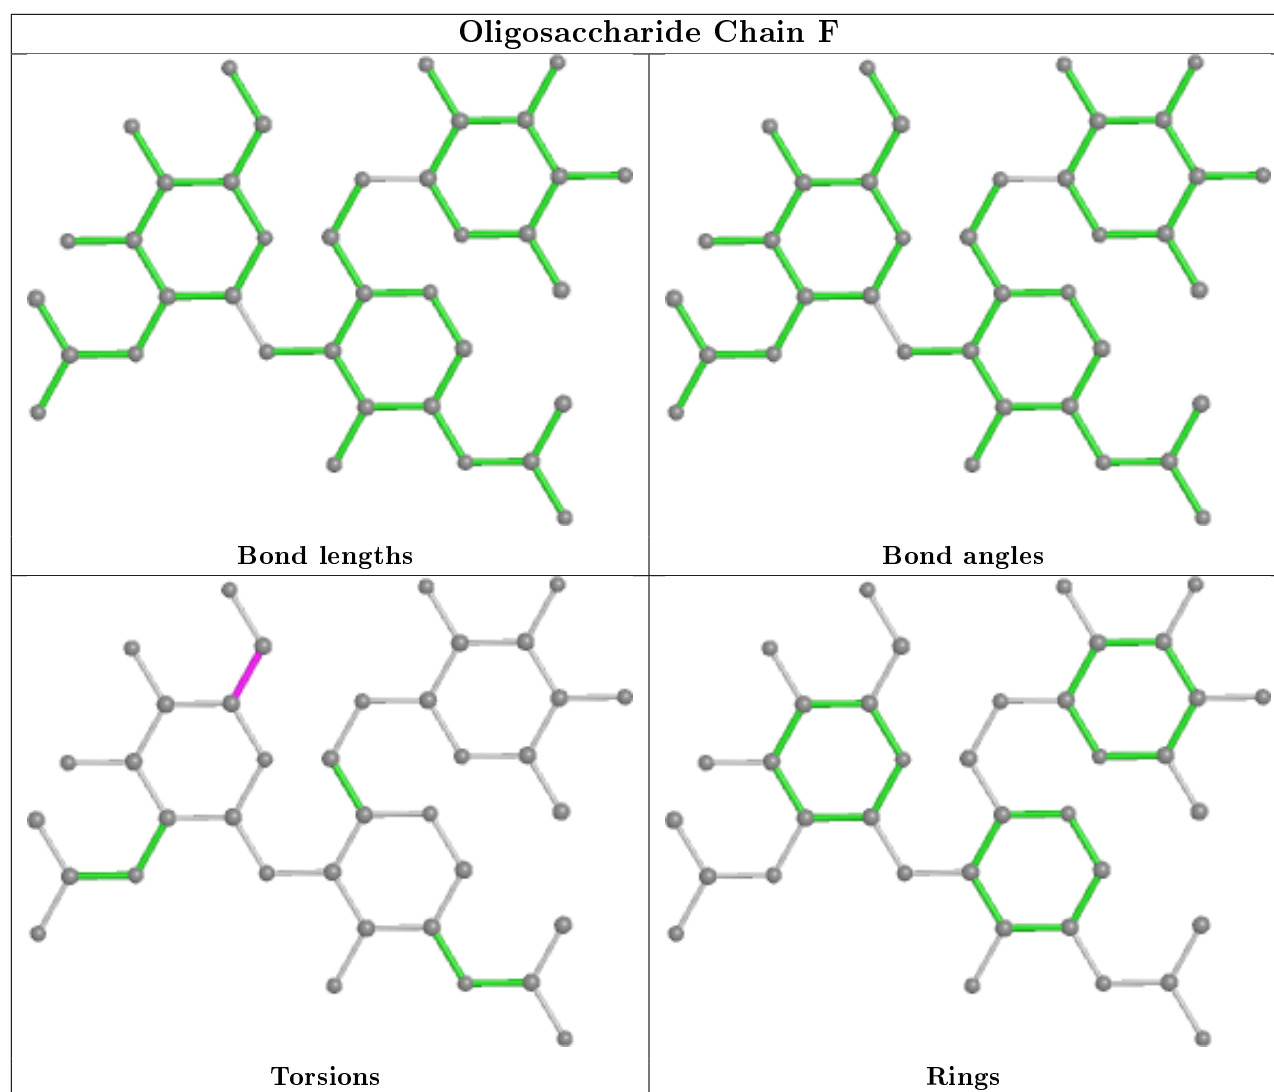 Oligosaccharide Chain F
Bond lengths
Bond angles
Torsions
Rings